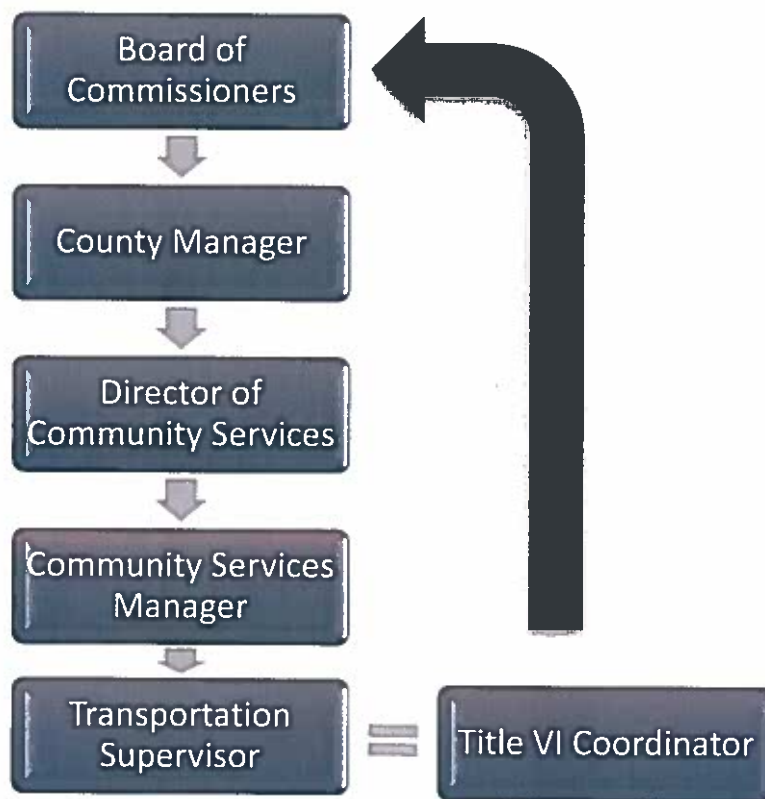 Board of
Commissioners
County Manager
Director of
Community Services
Community Services
Manager
Transportation
Supervisor
Title VI Coordinator